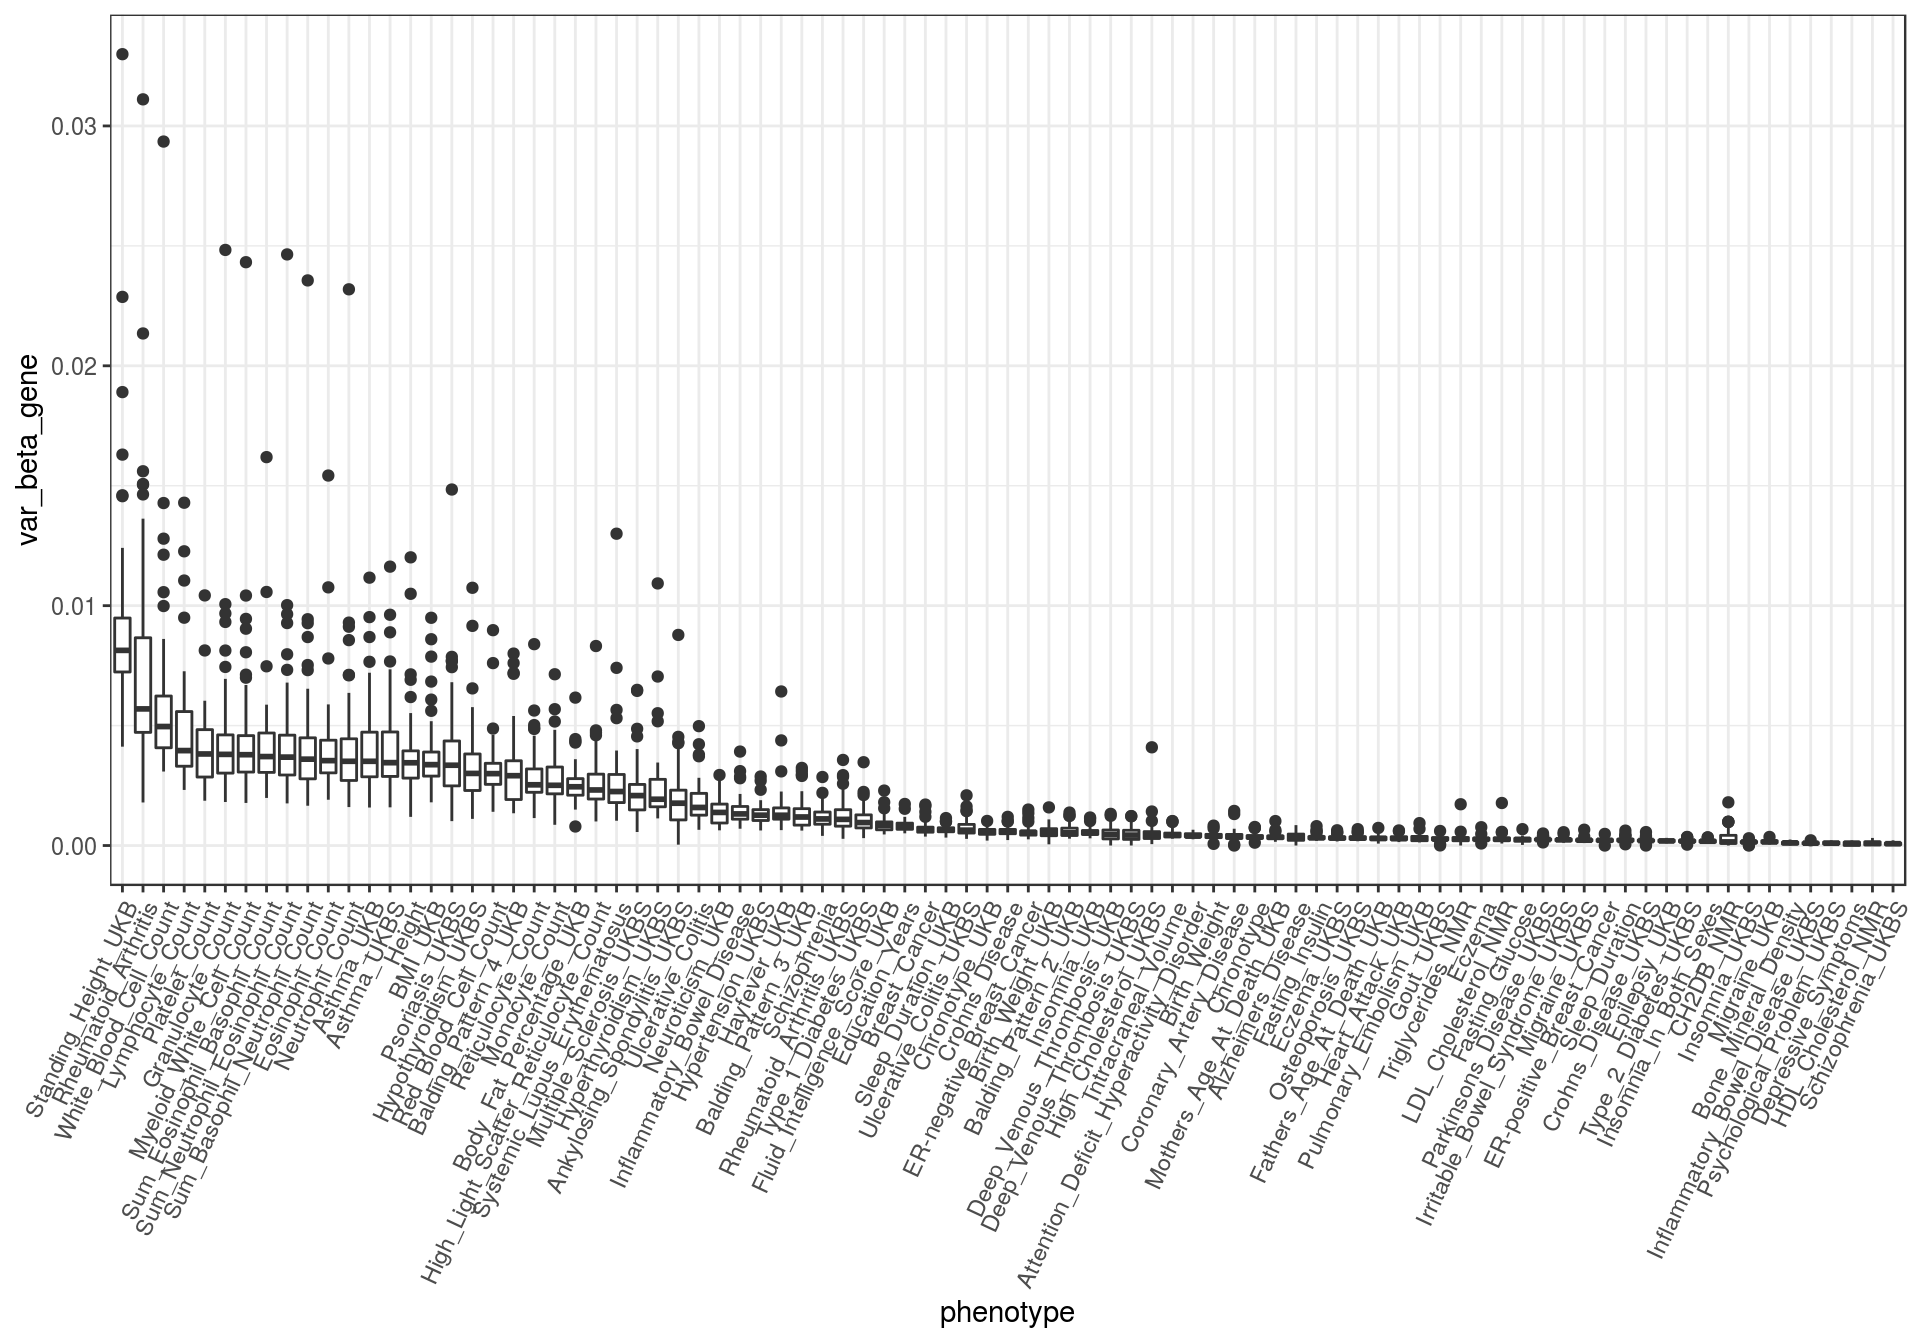 0.03
0.02
0.01
0.00
var_beta_gene
Standing_Height_UKB
Rheumatoid_Arthritis
White_Blood_Cell_Count
Lymphocyte_Count
Platelet_Count
Granulocyte_Count
Myeloid_White_Cell_Count
Sum_Eosinophil_Basophil_Count
Sum_Neutrophil_Eosinophil_Count
Sum_Basophil_Neutrophil_Count
Eosinophil_Count
Neutrophil_Count
Asthma_UKB
Asthma_UKBS
Height
BMI_UKB
Psoriasis_UKBS
Hypothyroidism_UKBS
Red_Blood_Cell_Count
Balding_Pattern_4_UKB
Reticulocyte_Count
Monocyte_Count
Body_Fat_Percentage_UKB
High_Light_Scatter_Reticulocyte_Count
Systemic_Lupus_Erythematosus
Multiple_Sclerosis_UKBS
Hyperthyroidism_UKBS
Ankylosing_Spondylitis_UKBS
Ulcerative_Colitis
Neuroticism_UKB
Inflammatory_Bowel_Disease
Hypertension_UKBS
Hayfever_UKB
Balding_Pattern_3_UKB
Schizophrenia
Rheumatoid_Arthritis_UKBS
Type_1_Diabetes_UKBS
Fluid_Intelligence_Score_UKB
Education_Years
Breast_Cancer
Sleep_Duration_UKB
Ulcerative_Colitis_UKBS
Chronotype_UKB
Crohns_Disease
ER-negative_Breast_Cancer
Birth_Weight_UKB
Balding_Pattern_2_UKB
Insomnia_UKB
Deep_Venous_Thrombosis_UKB
Deep_Venous_Thrombosis_UKBS
High_Cholesterol_UKBS
Intracraneal_Volume
Attention_Deficit_Hyperactivity_Disorder
Birth_Weight
Coronary_Artery_Disease
Chronotype
Mothers_Age_At_Death_UKB
Alzheimers_Disease
Fasting_Insulin
Eczema_UKBS
Osteoporosis_UKBS
Fathers_Age_At_Death_UKB
Heart_Attack_UKB
Pulmonary_Embolism_UKB
Gout_UKBS
Triglycerides_NMR
Eczema
LDL_Cholesterol_NMR
Fasting_Glucose
Parkinsons_Disease_UKBS
Irritable_Bowel_Syndrome_UKBS
Migraine_UKBS
ER-positive_Breast_Cancer
Sleep_Duration
Crohns_Disease_UKBS
Epilepsy_UKB
Type_2_Diabetes_UKBS
Insomnia_In_Both_Sexes
CH2DB_NMR
Insomnia_UKBS
Migraine_UKB
Bone_Mineral_Density
Inflammatory_Bowel_Disease_UKBS
Psychological_Problem_UKBS
Depressive_Symptoms
HDL_Cholesterol_NMR
Schizophrenia_UKBS
phenotype